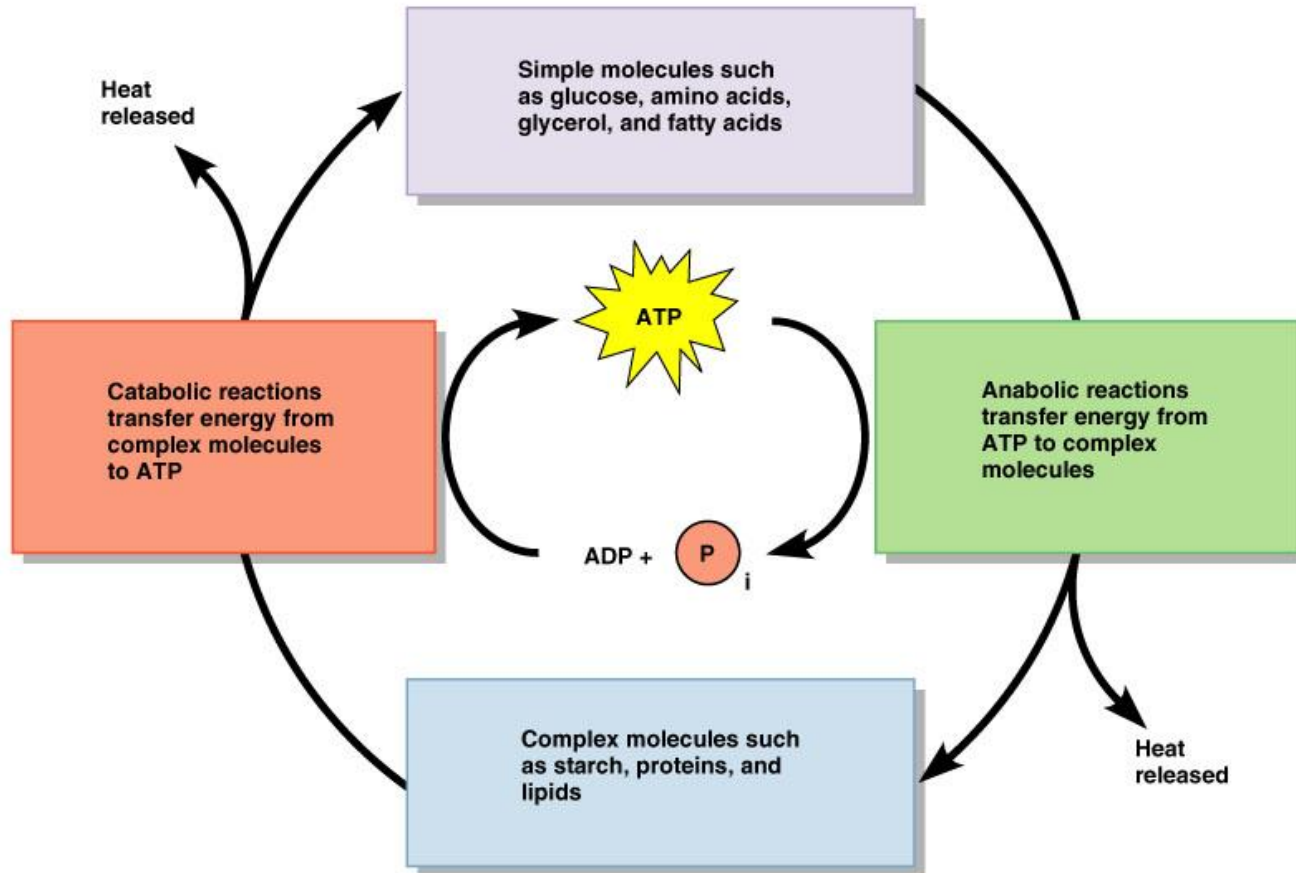 Heat
released
Simple molecules such
as glucose, amino acids,
glycerol, and fatty acids
ATP
Catabolic reactions
transfer energy from
complex molecules
to ATP
Anabolic reactions
transfer energy from
ATP to complex
molecules
ADP + P i
Complex molecules such
as starch, proteins, and
lipids
Heat
released